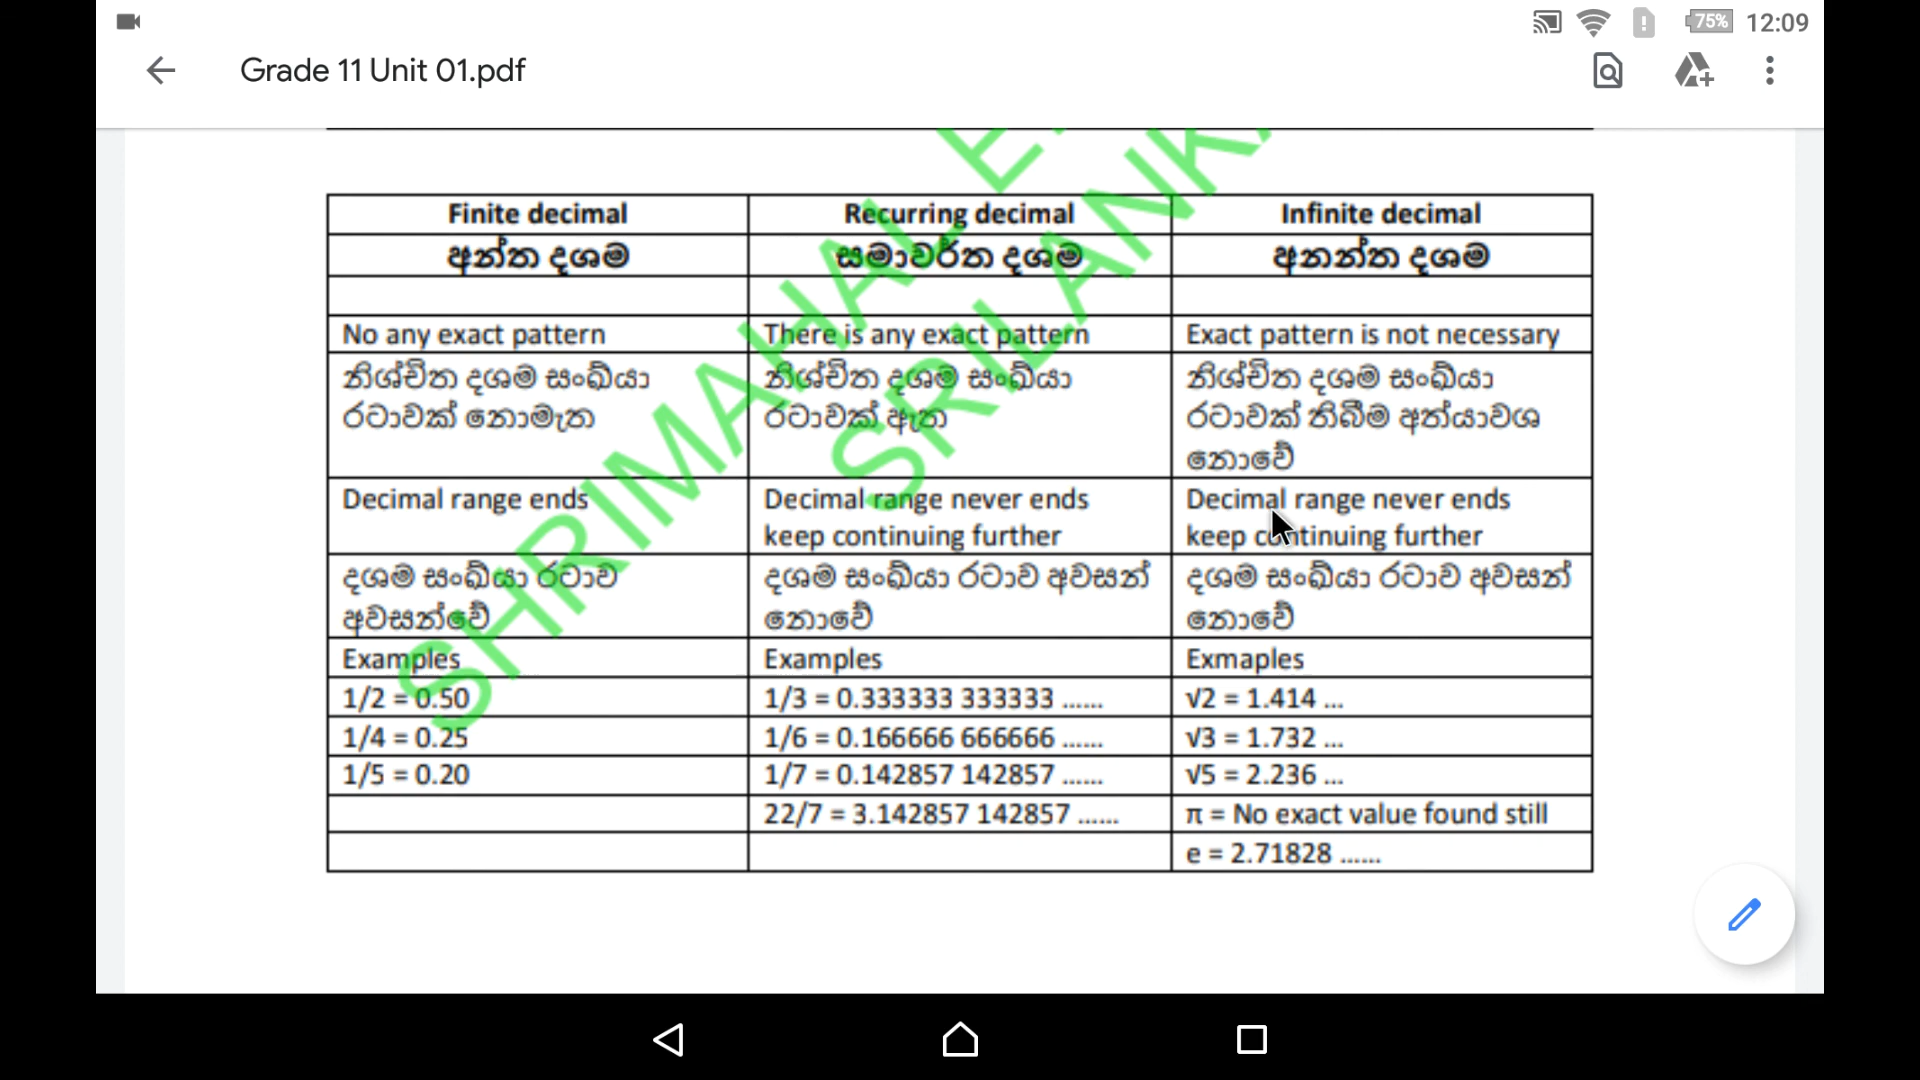 75% 12:09
Grade 11 Unit 01.pdf
SHRIMAHAL E
SRILANKA
Finite decimal Recurring decimal Infinite decimal
අන්ත දශම සමාවර්ත දශම අනන්ත දශම
No any exact pattern There is any exact pattern Exact pattern is not necessary
නිශ්චිත දශම සංඛ්යා නිශ්චිත දශම සංඛ්යා නිශ්චිත දශම සංඛ්යා
රටාවක් නොමැත රටාවක් ඇත රටාවක් තිබීම අත්යාවශ
නොවේ
Decimal range ends Decimal range never ends Decimal range never ends
keep continuing further keep continuing further
දශම සංඛ්යා රටාව දශම සංඛ්යා රටාව අවසන් දශම සංඛ්යා රටාව අවසන්
අවසන්වේ නොවේ නොවේ
Examples Examples Exmaples
1/2 = 0.50 1/3 = 0.333333 333333 ...... √2 = 1.414 ...
1/4 = 0.25 1/6 = 0.166666 666666 ...... √3 = 1.732 ...
1/5 = 0.20 1/7 = 0.142857 142857 ...... √5 = 2.236 ...
22/7 = 3.142857 142857 ...... π = No exact value found still
e = 2.71828 ......